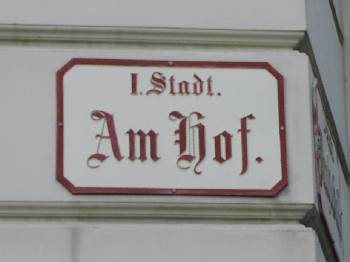 I. Stadt.
Am Hof.